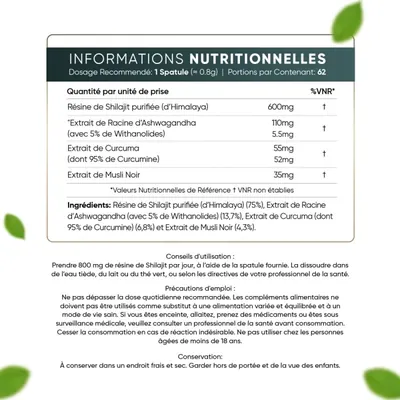 INFORMATIONS NUTRITIONNELLES
Dosage Recommendé: 1 Spatule (≈ 0.8g) | Portions par Contenant: 62
Quantité par unité de prise %VNR*
Résine de Shilajit purifiée (d'Himalaya) 600mg †
*Extrait de Racine d'Ashwagandha 110mg
(avec 5% de Withanolides) 5.5mg †
Extrait de Curcuma 55mg
(dont 95% de Curcumine) 52mg †
Extrait de Musli Noir 35mg †
*Valeurs Nutritionnelles de Référence † VNR non établies
Ingrédients: Résine de Shilajit purifiée (d'Himalaya) (75%), Extrait de Racine
d'Ashwagandha (avec 5% de Withanolides) (13,7%), Extrait de Curcuma (dont
95% de Curcumine) (6,8%) et Extrait de Musli Noir (4,3%).
Conseils d'utilisation :
Prendre 800 mg de résine de Shilajit par jour, à l'aide de la spatule fournie. La dissoudre dans
de l'eau tiède, du lait ou du thé vert, ou selon les directives de votre professionnel de la santé.
Précautions d'emploi :
Ne pas dépasser la dose quotidienne recommandée. Les compléments alimentaires ne
doivent pas être utilisés comme substitut d'une alimentation variée et équilibrée et à un
mode de vie sain. Si vous êtes enceinte, allaitez, prenez des médicaments ou êtes sous
surveillance médicale, veuillez consulter un professionnel de la santé avant consommation.
Cesser la consommation en cas de réaction indésirable. Ne pas utiliser chez les personnes
âgées de moins de 18 ans.
Conservation:
À conserver dans un endroit frais et sec. Garder hors de portée et de la vue des enfants.